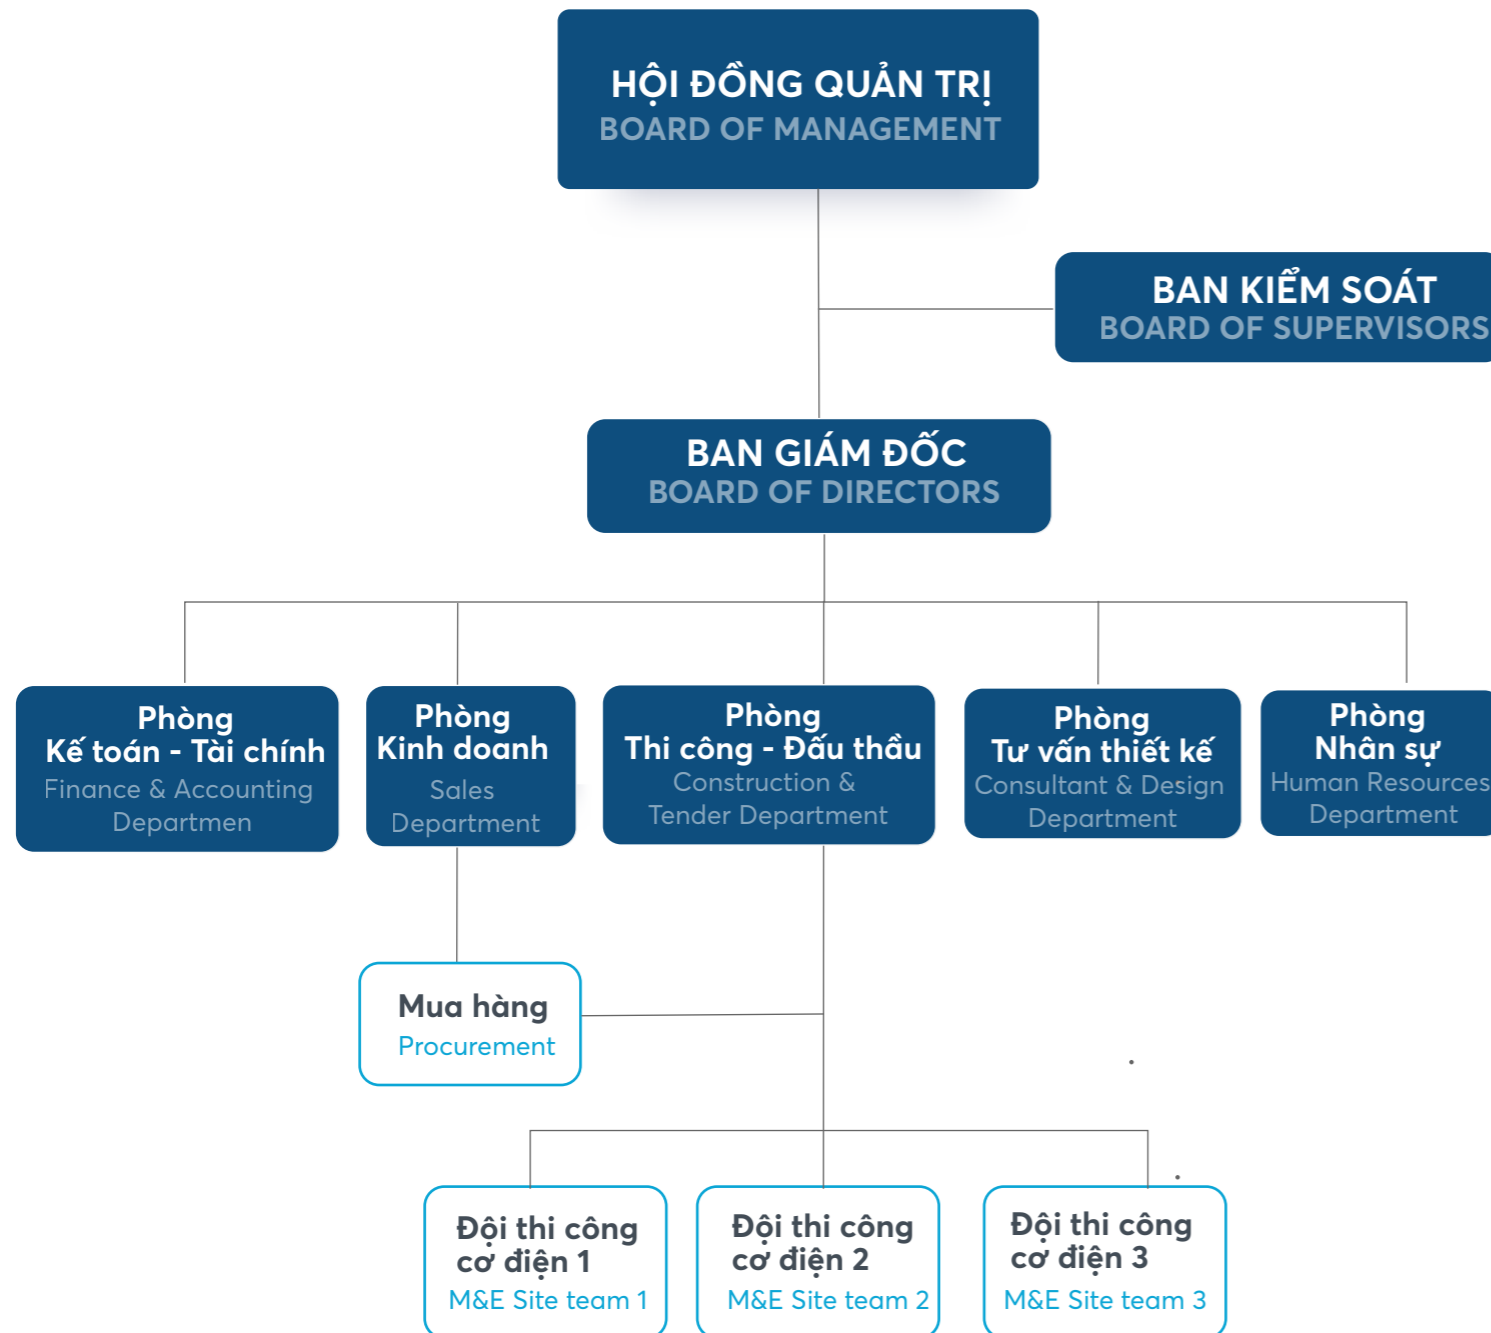 HỘI ĐỒNG QUẢN TRỊ
BOARD OF MANAGEMENT
BAN KIỂM SOÁT
BOARD OF SUPERVISORS
BAN GIÁM ĐỐC
BOARD OF DIRECTORS
Phòng
Kế toán - Tài chính
Finance & Accounting
Departmen
Phòng
Kinh doanh
Sales
Department
Phòng
Thi công - Đấu thầu
Construction &
Tender Department
Phòng
Tư vấn thiết kế
Consultant & Design
Department
Phòng
Nhân sự
Human Resources
Department
Mua hàng
Procurement
Đội thi công
cơ điện 1
M&E Site team 1
Đội thi công
cơ điện 2
M&E Site team 2
Đội thi công
cơ điện 3
M&E Site team 3